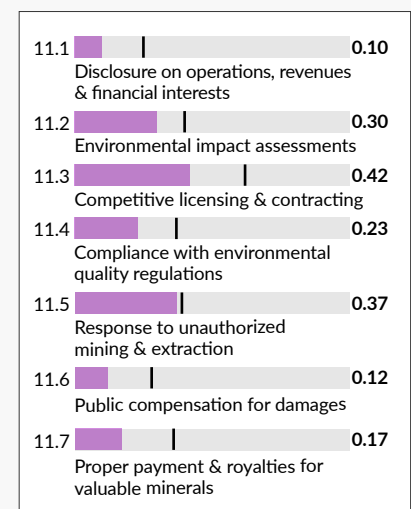 11.1 0.10
Disclosure on operations, revenues
& financial interests
11.2 0.30
Environmental impact assessments
11.3 0.42
Competitive licensing & contracting
11.4 0.23
Compliance with environmental
quality regulations
11.5 0.37
Response to unauthorized
mining & extraction
11.6 0.12
Public compensation for damages
11.7 0.17
Proper payment & royalties for
valuable minerals